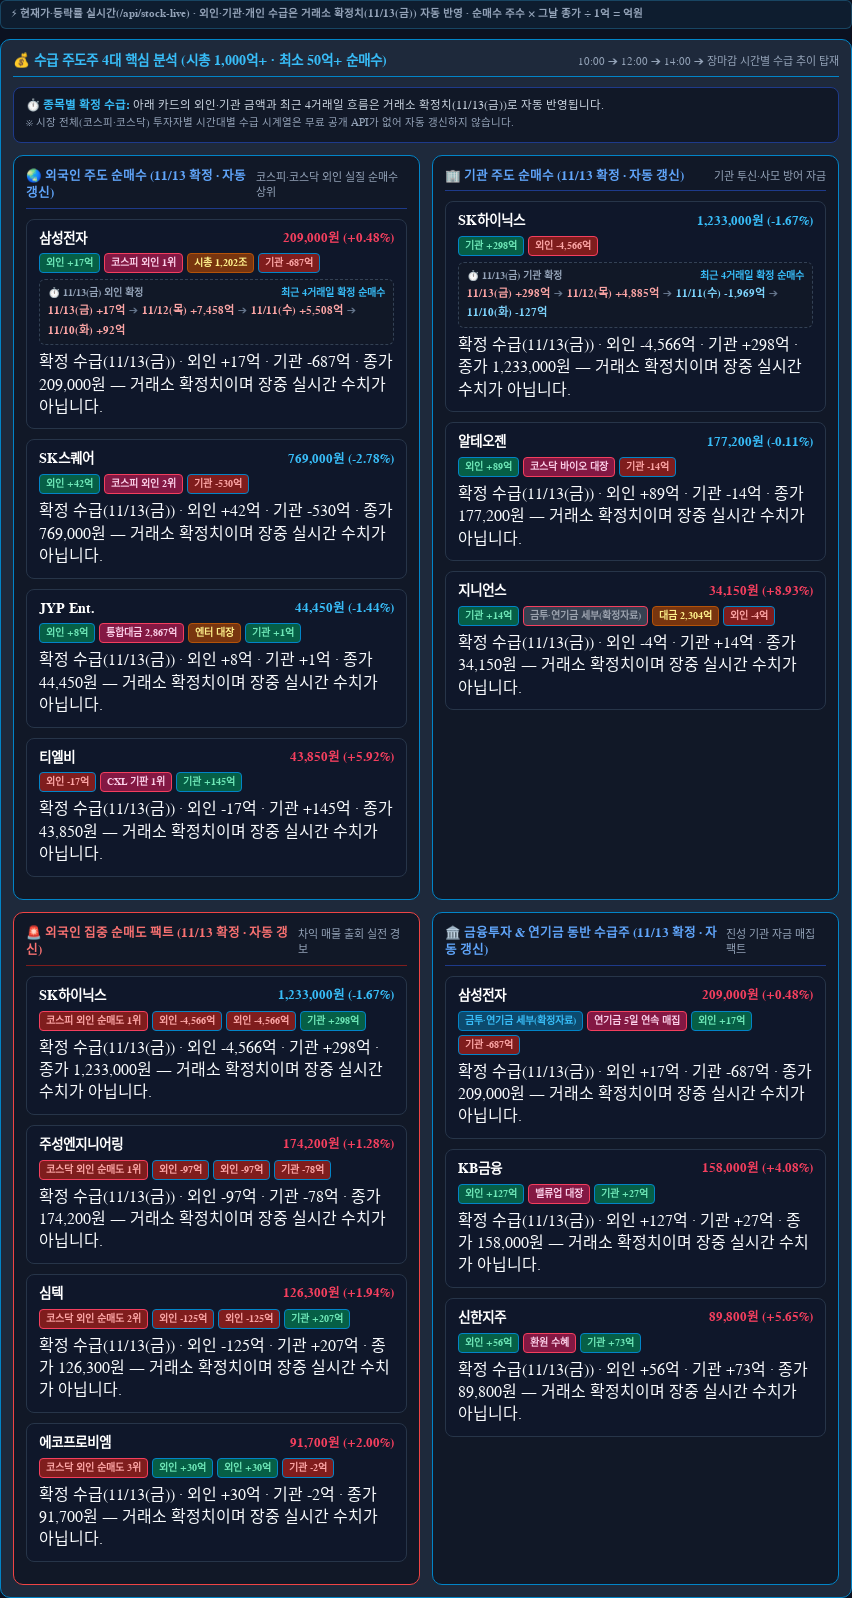 ⚡ 현재가·등락률 실시간(/api/stock-live) · 외인·기관·개인 수급은 거래소 확정치(11/13(금)) 자동 반영 · 순매수 주수 × 그날 종가 ÷ 1억 = 억원
💰 수급 주도주 4대 핵심 분석 (시총 1,000억+ · 최소 50억+ 순매수)
10:00 → 12:00 → 14:00 → 장마감 시간별 수급 추이 탑재
⏱ 종목별 확정 수급: 아래 카드의 외인·기관 금액과 최근 4거래일 흐름은 거래소 확정치(11/13(금))로 자동 반영됩니다.
※ 시장 전체(코스피·코스닥) 투자자별 시간대별 수급 시계열은 무료 공개 API가 없어 자동 갱신하지 않습니다.
🌏 외국인 주도 순매수 (11/13 확정 · 자동
갱신)
코스피·코스닥 외인 실질 순매수
상위
삼성전자
209,000원 (+0.48%)
외인 +17억 코스피 외인 1위 시총 1,202조 기관 -687억
⏱ 11/13(금) 외인 확정
최근 4거래일 확정 순매수
11/13(금) +17억 → 11/12(목) +7,458억 → 11/11(수) +5,508억 →
11/10(화) +92억
확정 수급(11/13(금)) · 외인 +17억 · 기관 -687억 · 종가
209,000원 — 거래소 확정치이며 장중 실시간 수치가
아닙니다.
SK스퀘어
769,000원 (-2.78%)
외인 +42억 코스피 외인 2위 기관 -530억
확정 수급(11/13(금)) · 외인 +42억 · 기관 -530억 · 종가
769,000원 — 거래소 확정치이며 장중 실시간 수치가
아닙니다.
JYP Ent.
44,450원 (-1.44%)
외인 +8억 통합대금 2,867억 엔터 대장 기관 +1억
확정 수급(11/13(금)) · 외인 +8억 · 기관 +1억 · 종가
44,450원 — 거래소 확정치이며 장중 실시간 수치가
아닙니다.
티엘비
43,850원 (+5.92%)
외인 -17억 CXL 기판 1위 기관 +145억
확정 수급(11/13(금)) · 외인 -17억 · 기관 +145억 · 종가
43,850원 — 거래소 확정치이며 장중 실시간 수치가
아닙니다.
🏢 기관 주도 순매수 (11/13 확정 · 자동 갱신)
기관 투신·사모 방어 자금
SK하이닉스
1,233,000원 (-1.67%)
기관 +298억 외인 -4,566억
⏱ 11/13(금) 기관 확정
최근 4거래일 확정 순매수
11/13(금) +298억 → 11/12(목) +4,885억 → 11/11(수) -1,969억 →
11/10(화) -127억
확정 수급(11/13(금)) · 외인 -4,566억 · 기관 +298억 ·
종가 1,233,000원 — 거래소 확정치이며 장중 실시간
수치가 아닙니다.
알테오젠
177,200원 (-0.11%)
외인 +89억 코스닥 바이오 대장 기관 -14억
확정 수급(11/13(금)) · 외인 +89억 · 기관 -14억 · 종가
177,200원 — 거래소 확정치이며 장중 실시간 수치가
아닙니다.
지니언스
34,150원 (+8.93%)
기관 +14억 금투·연기금 세부(확정자료) 대금 2,304억 외인 -4억
확정 수급(11/13(금)) · 외인 -4억 · 기관 +14억 · 종가
34,150원 — 거래소 확정치이며 장중 실시간 수치가
아닙니다.
🚨 외국인 집중 순매도 팩트 (11/13 확정 · 자동 갱
신)
차익 매물 출회 실전 경
보
SK하이닉스
1,233,000원 (-1.67%)
코스피 외인 순매도 1위 외인 -4,566억 외인 -4,566억 기관 +298억
확정 수급(11/13(금)) · 외인 -4,566억 · 기관 +298억 ·
종가 1,233,000원 — 거래소 확정치이며 장중 실시간
수치가 아닙니다.
주성엔지니어링
174,200원 (+1.28%)
코스닥 외인 순매도 1위 외인 -97억 외인 -97억 기관 -78억
확정 수급(11/13(금)) · 외인 -97억 · 기관 -78억 · 종가
174,200원 — 거래소 확정치이며 장중 실시간 수치가
아닙니다.
심텍
126,300원 (+1.94%)
코스닥 외인 순매도 2위 외인 -125억 외인 -125억 기관 +207억
확정 수급(11/13(금)) · 외인 -125억 · 기관 +207억 · 종
가 126,300원 — 거래소 확정치이며 장중 실시간 수치
가 아닙니다.
에코프로비엠
91,700원 (+2.00%)
코스닥 외인 순매도 3위 외인 +30억 외인 +30억 기관 -2억
확정 수급(11/13(금)) · 외인 +30억 · 기관 -2억 · 종가
91,700원 — 거래소 확정치이며 장중 실시간 수치가
아닙니다.
🏛 금융투자 & 연기금 동반 수급주 (11/13 확정 · 자
동 갱신)
진성 기관 자금 매집
팩트
삼성전자
209,000원 (+0.48%)
금투·연기금 세부(확정자료) 연기금 5일 연속 매집 외인 +17억
기관 -687억
확정 수급(11/13(금)) · 외인 +17억 · 기관 -687억 · 종가
209,000원 — 거래소 확정치이며 장중 실시간 수치가
아닙니다.
KB금융
158,000원 (+4.08%)
외인 +127억 밸류업 대장 기관 +27억
확정 수급(11/13(금)) · 외인 +127억 · 기관 +27억 · 종
가 158,000원 — 거래소 확정치이며 장중 실시간 수치
가 아닙니다.
신한지주
89,800원 (+5.65%)
외인 +56억 환원 수혜 기관 +73억
확정 수급(11/13(금)) · 외인 +56억 · 기관 +73억 · 종가
89,800원 — 거래소 확정치이며 장중 실시간 수치가
아닙니다.